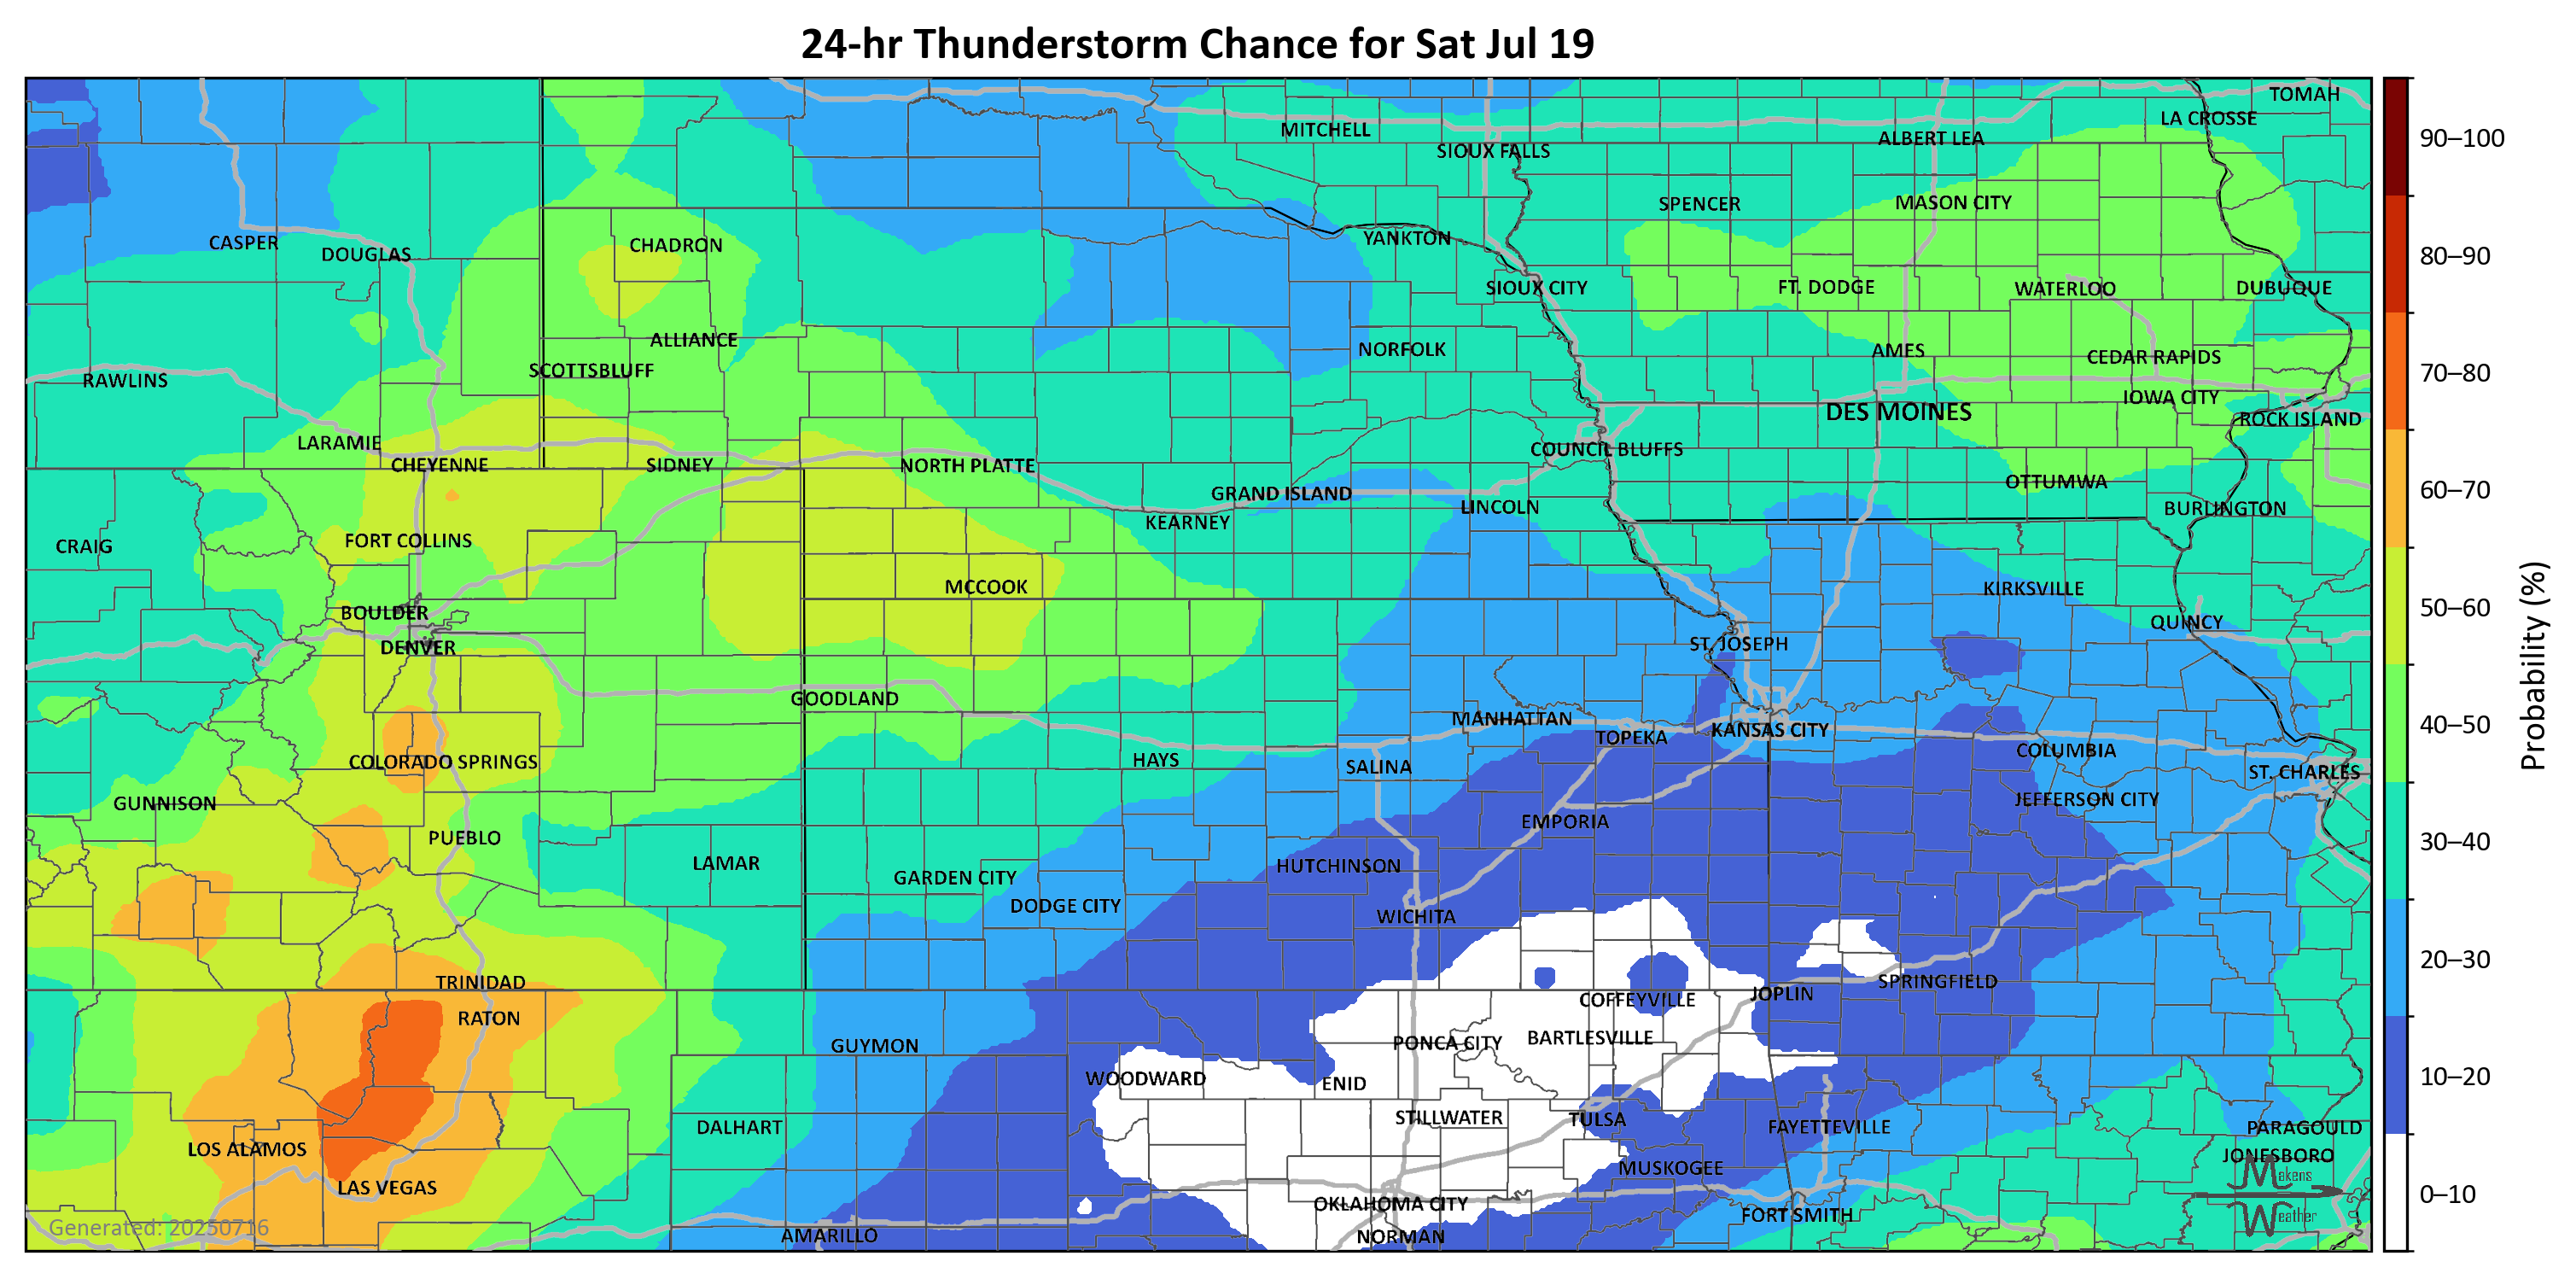 24-hr Thunderstorm Chance for Sat Jul 19
TOMAH
LA CROSSE
MITCHELL
ALBERT LEA
SIOUX FALLS
SPENCER
MASON CITY
CASPER
DOUGLAS
CHADRON
YANKTON
SIOUX CITY
FT. DODGE
WATERLOO
DUBUQUE
ALLIANCE
NORFOLK
AMES
CEDAR RAPIDS
RAWLINS
SCOTTSBLUFF
IOWA CITY
DES MOINES
ROCK ISLAND
LARAMIE
CHEYENNE
SIDNEY
NORTH PLATTE
COUNCIL BLUFFS
GRAND ISLAND
LINCOLN
OTTUMWA
BURLINGTON
KEARNEY
CRAIG
FORT COLLINS
MCCOOK
KIRKSVILLE
BOULDER
QUINCY
DENVER
ST. JOSEPH
GOODLAND
MANHATTAN
TOPEKA
KANSAS CITY
COLUMBIA
COLORADO SPRINGS
HAYS
SALINA
ST. CHARLES
GUNNISON
JEFFERSON CITY
PUEBLO
EMPORIA
LAMAR
GARDEN CITY
HUTCHINSON
DODGE CITY
WICHITA
TRINIDAD
SPRINGFIELD
RATON
COFFEYVILLE
JOPLIN
GUYMON
PONCA CITY
BARTLESVILLE
WOODWARD
ENID
DALHART
STILLWATER
TULSA
FAYETTEVILLE
PARAGOULD
LOS ALAMOS
LAS VEGAS
MUSKOGEE
JONESBORO
OKLAHOMA CITY
FORT SMITH
AMARILLO
NORMAN
Generated: 20250716
Makens
Weather
90–100
80–90
70–80
60–70
50–60
40–50
30–40
20–30
10–20
0–10
Probability (%)